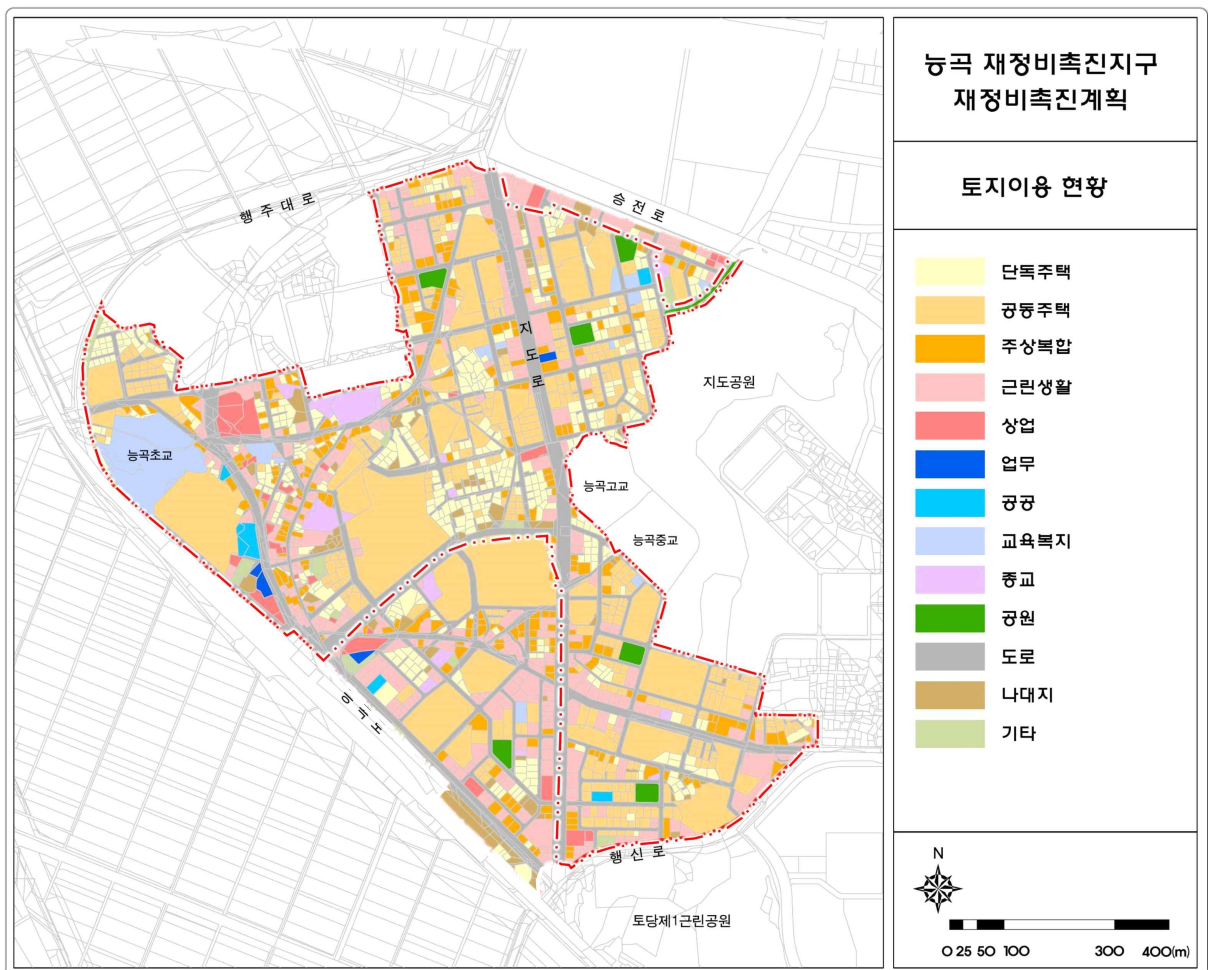 능곡 재정비촉진지구
재정비촉진계획
토지이용 현황
단독주택
공동주택
주상복합
근린생활
상업
업무
공공
교육복지
종교
공원
도로
나대지
기타
N
0 25 50 100 300 400(m)
행주대로
승전로
지도로
지도공원
능곡초교
능곡고교
능곡중교
능곡로
행신로
토당제1근린공원